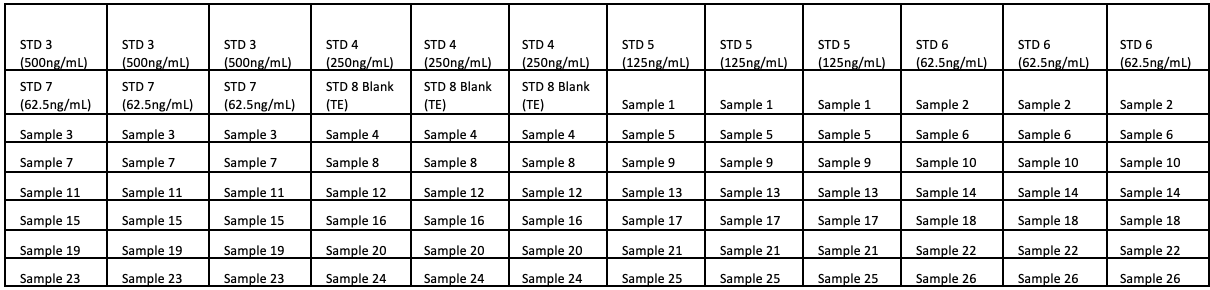 STD 3 (500ng/mL) STD 3 (500ng/mL) STD 3 (500ng/mL) STD 4 (250ng/mL) STD 4 (250ng/mL) STD 4 (250ng/mL) STD 5 (125ng/mL) STD 5 (125ng/mL) STD 5 (125ng/mL) STD 6 (62.5ng/mL) STD 6 (62.5ng/mL) STD 6 (62.5ng/mL)
STD 7 (62.5ng/mL) STD 7 (62.5ng/mL) STD 7 (62.5ng/mL) STD 8 Blank (TE) STD 8 Blank (TE) STD 8 Blank (TE) Sample 1 Sample 1 Sample 1 Sample 2 Sample 2 Sample 2
Sample 3 Sample 3 Sample 3 Sample 4 Sample 4 Sample 4 Sample 5 Sample 5 Sample 5 Sample 6 Sample 6 Sample 6
Sample 7 Sample 7 Sample 7 Sample 8 Sample 8 Sample 8 Sample 9 Sample 9 Sample 9 Sample 10 Sample 10 Sample 10
Sample 11 Sample 11 Sample 11 Sample 12 Sample 12 Sample 12 Sample 13 Sample 13 Sample 13 Sample 14 Sample 14 Sample 14
Sample 15 Sample 15 Sample 15 Sample 16 Sample 16 Sample 16 Sample 17 Sample 17 Sample 17 Sample 18 Sample 18 Sample 18
Sample 19 Sample 19 Sample 19 Sample 20 Sample 20 Sample 20 Sample 21 Sample 21 Sample 21 Sample 22 Sample 22 Sample 22
Sample 23 Sample 23 Sample 23 Sample 24 Sample 24 Sample 24 Sample 25 Sample 25 Sample 25 Sample 26 Sample 26 Sample 26